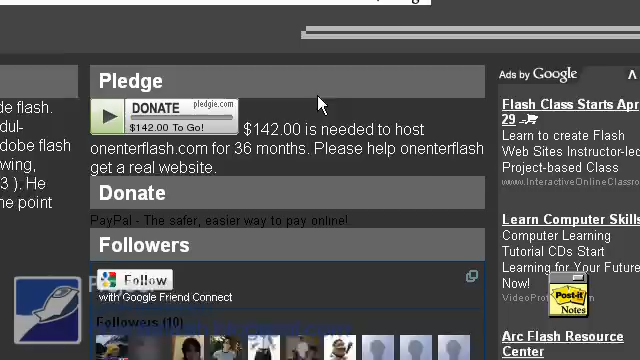 Pledge
DONATE
pledgie.com
$142.00 To Go!
$142.00 is needed to host
onenterflash.com for 36 months. Please help onenterflash
get a real website.
Donate
PayPal - The safer, easier way to pay online!
Followers
Follow
with Google Friend Connect
Followers (10)
de flash.
dul-
dobe flash
wing,
3 ). He
ne point
Ads by Google
Flash Class Starts Apr
29
Learn to create Flash
Web Sites Instructor-led
Project-based Class
www.InteractiveOnlineClassro
Learn Computer Skills
Computer Learning
Tutorial CDs Start
Learning for Your Future
Now!
VideoPro
Post-it
Notes
Arc Flash Resource
Center